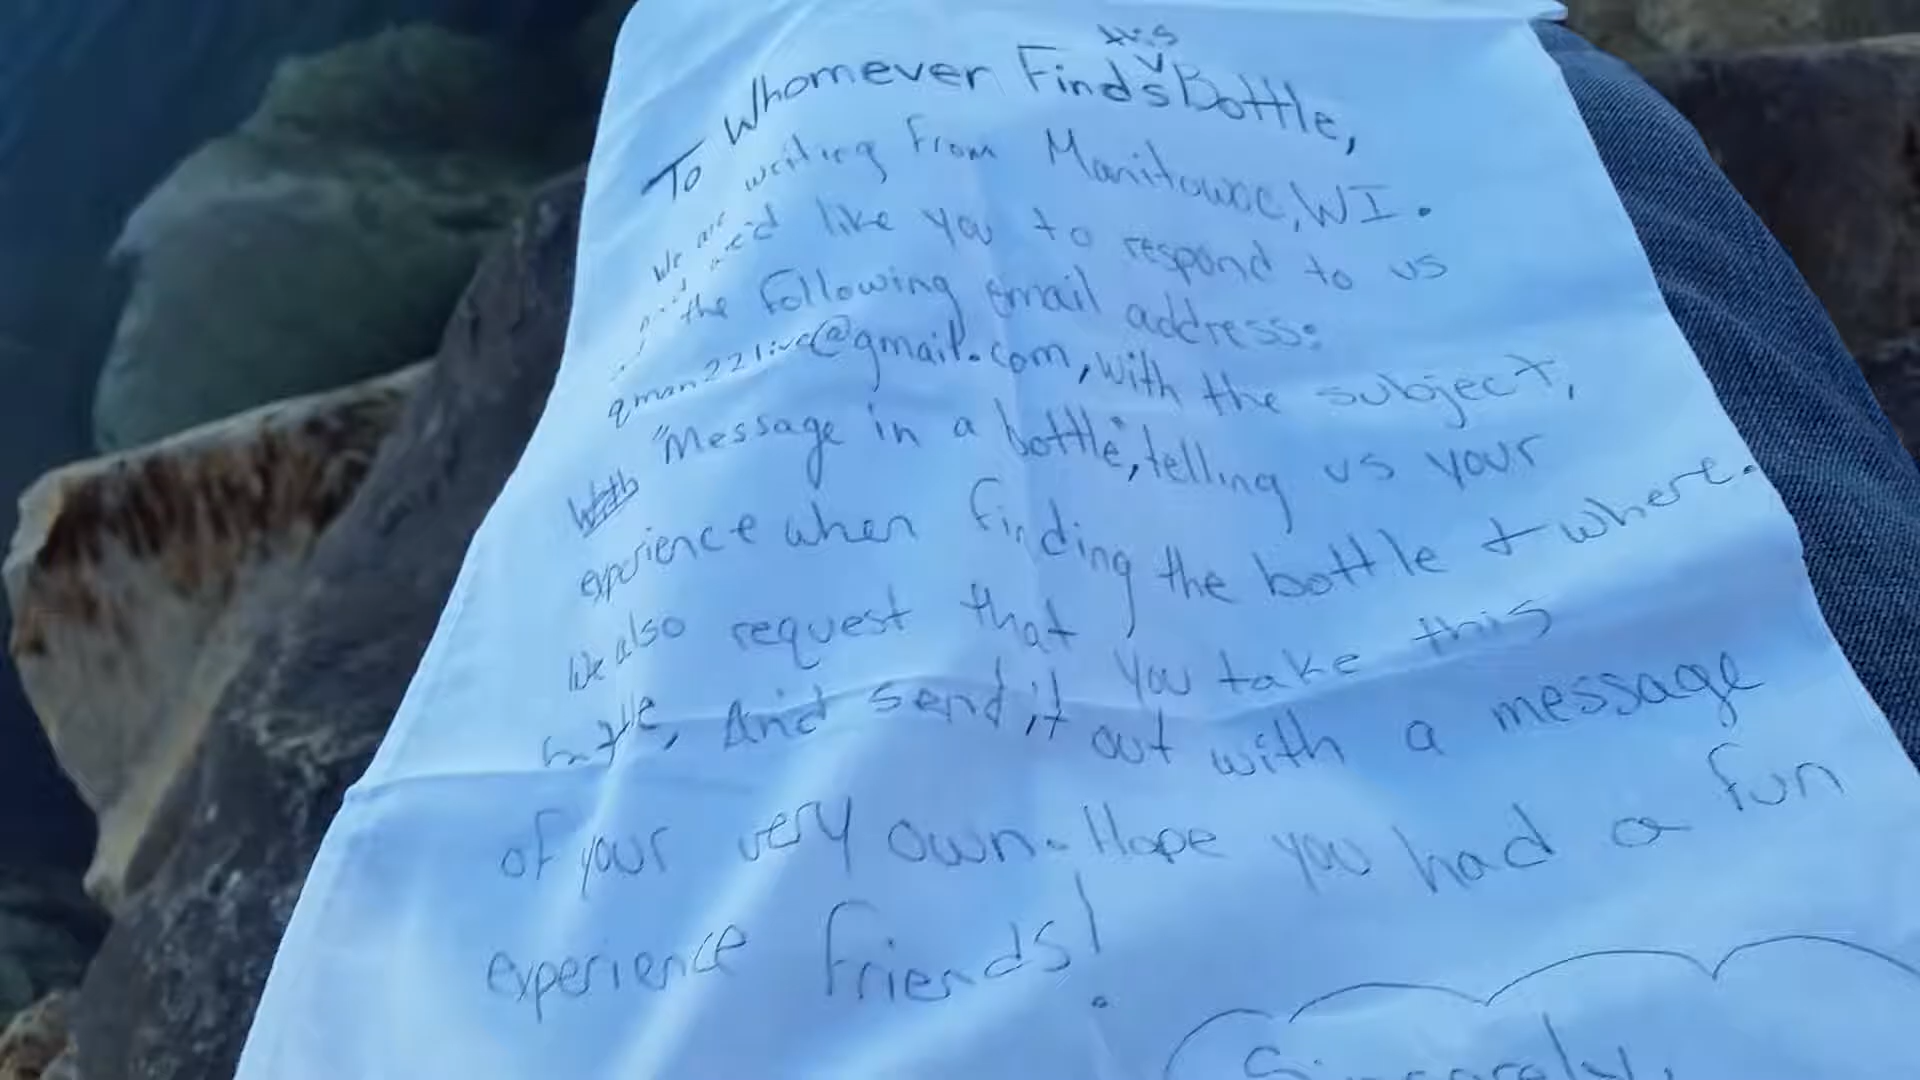 To Whomever Finds this Bottle,
We are writing from Manitowoc, WI.
we'd like you to respond to us
the following email address:
qman22live@gmail.com, with the subject,
With "Message in a bottle", telling us your
experience when finding the bottle & where.
We also request that you take this
bottle, And send it out with a message
of your very own. Hope you had a fun
experience friends!
Sincerely,